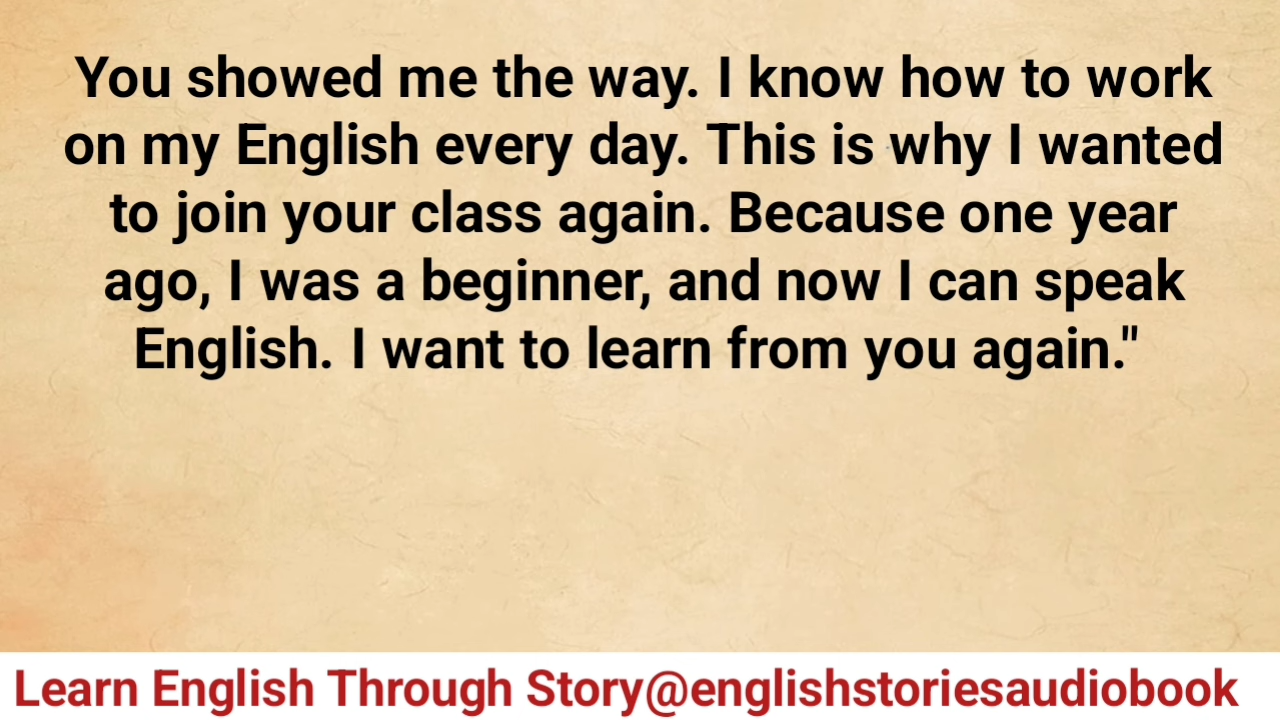 You showed me the way. I know how to work
on my English every day. This is why I wanted
to join your class again. Because one year
ago, I was a beginner, and now I can speak
English. I want to learn from you again."
Learn English Through Story@englishstoriesaudiobook